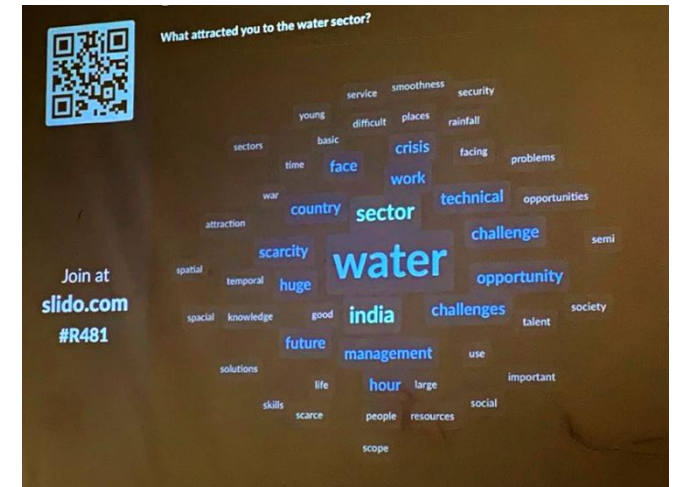 What attracted you to the water sector?
service smoothness security
young difficult places rainfall
sectors basic crisis facing problems
time face work
war country sector technical opportunities
attraction challenge semi
scarcity water
spatial temporal huge opportunity
spacial knowledge good india challenges talent society
future management use
solutions life hour large important
skills scarce people resources social
scope
Join at
slido.com
#R481